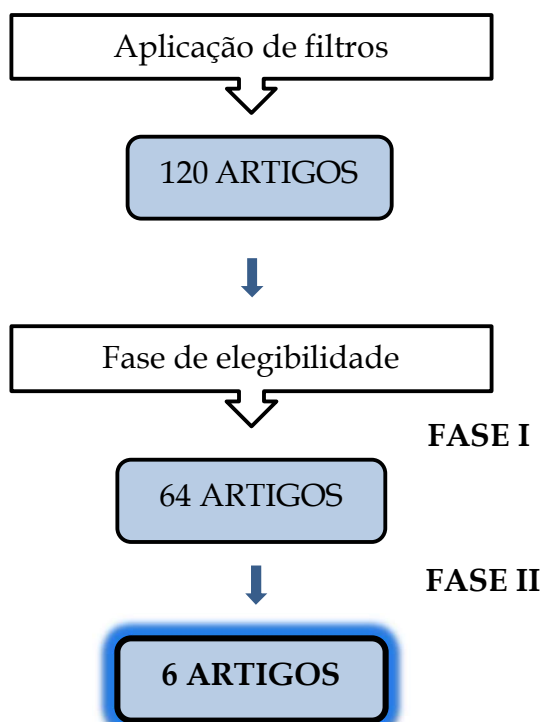 Aplicação de filtros
120 ARTIGOS
Fase de elegibilidade
FASE I
64 ARTIGOS
FASE II
6 ARTIGOS